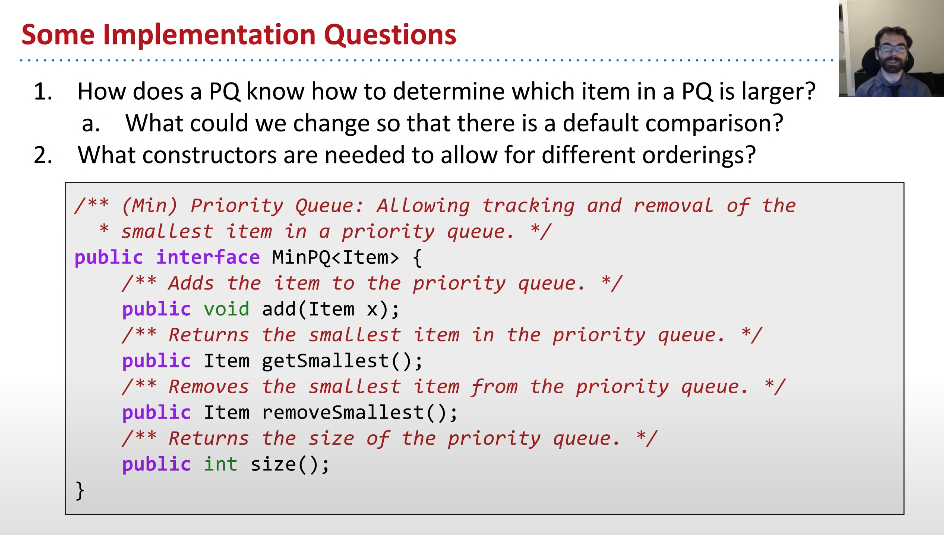 Some Implementation Questions
1. How does a PQ know how to determine which item in a PQ is larger?
a. What could we change so that there is a default comparison?
2. What constructors are needed to allow for different orderings?
/** (Min) Priority Queue: Allowing tracking and removal of the
* smallest item in a priority queue. */
public interface MinPQ<Item> {
/** Adds the item to the priority queue. */
public void add(Item x);
/** Returns the smallest item in the priority queue. */
public Item getSmallest();
/** Removes the smallest item from the priority queue. */
public Item removeSmallest();
/** Returns the size of the priority queue. */
public int size();
}